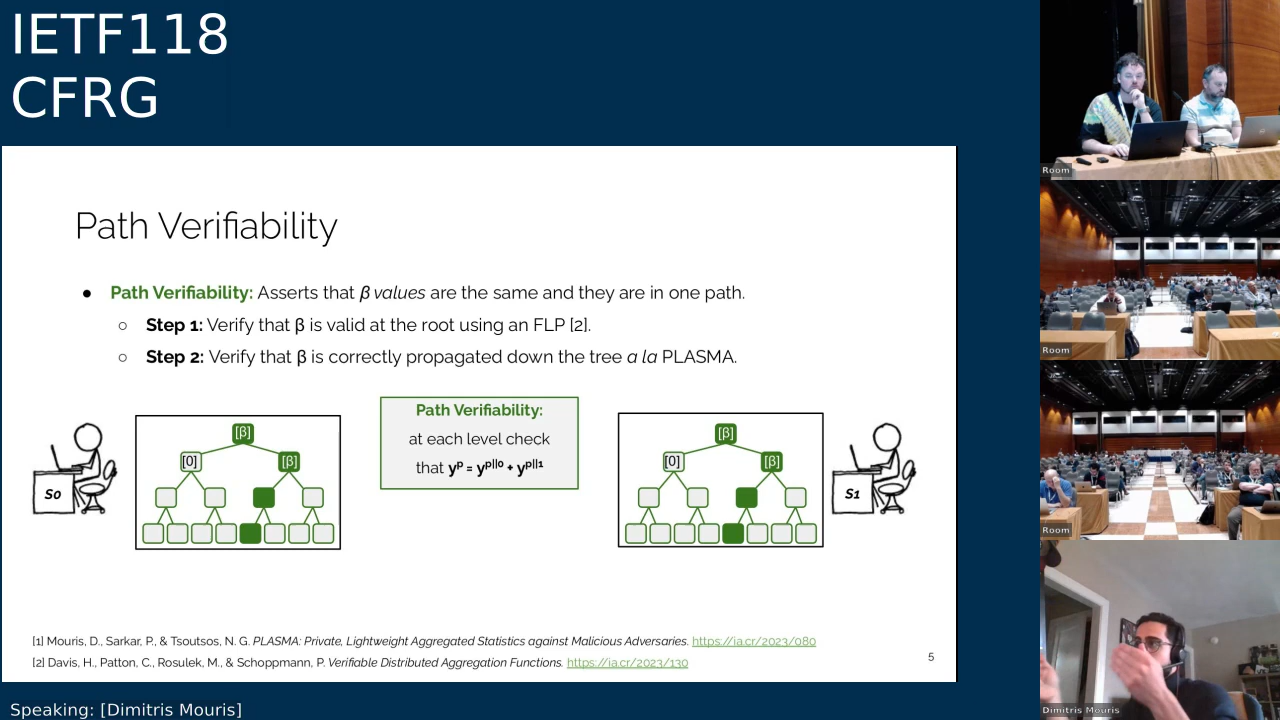 IETF118
CFRG
Path Verifiability
● Path Verifiability: Asserts that β values are the same and they are in one path.
○ Step 1: Verify that β is valid at the root using an FLP [2].
○ Step 2: Verify that β is correctly propagated down the tree a la PLASMA.
Path Verifiability:
at each level check
that yᵖ = yᵖ||⁰ + yᵖ||¹
[β]
[0] [β]
S0
[β]
[0] [β]
S1
[1] Mouris, D., Sarkar, P., & Tsoutsos, N. G. PLASMA: Private, Lightweight Aggregated Statistics against Malicious Adversaries. https://ia.cr/2023/080
[2] Davis, H., Patton, C., Rosulek, M., & Schoppmann, P. Verifiable Distributed Aggregation Functions. https://ia.cr/2023/130
5
Speaking: [Dimitris Mouris]
Room
Room
Room
Dimitris Mouris